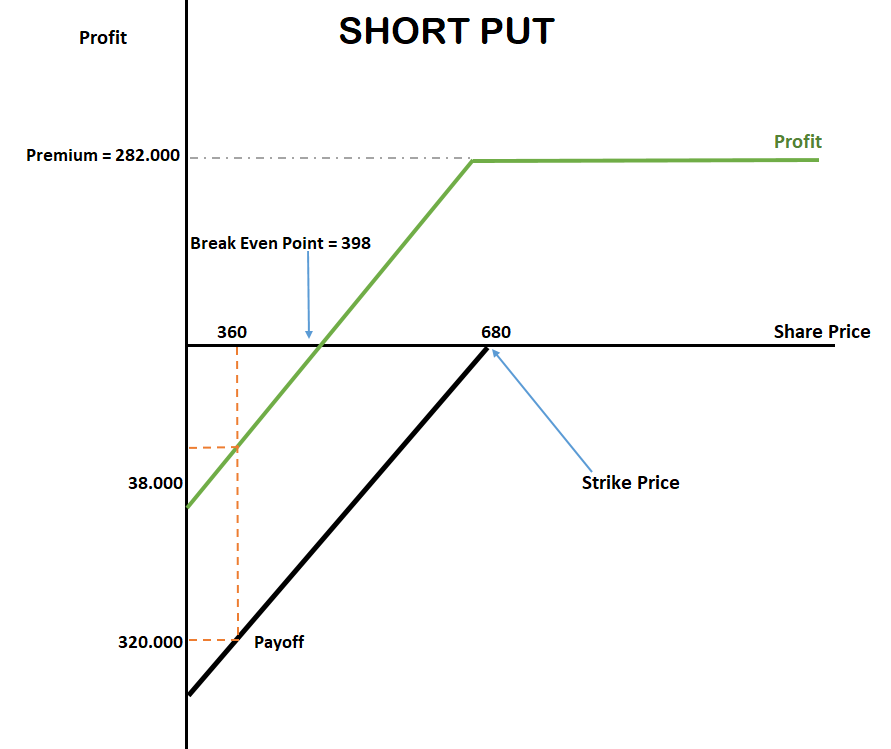 SHORT PUT
Profit
Premium = 282.000
Profit
Break Even Point = 398
360
680
Share Price
38.000
Strike Price
320.000
Payoff